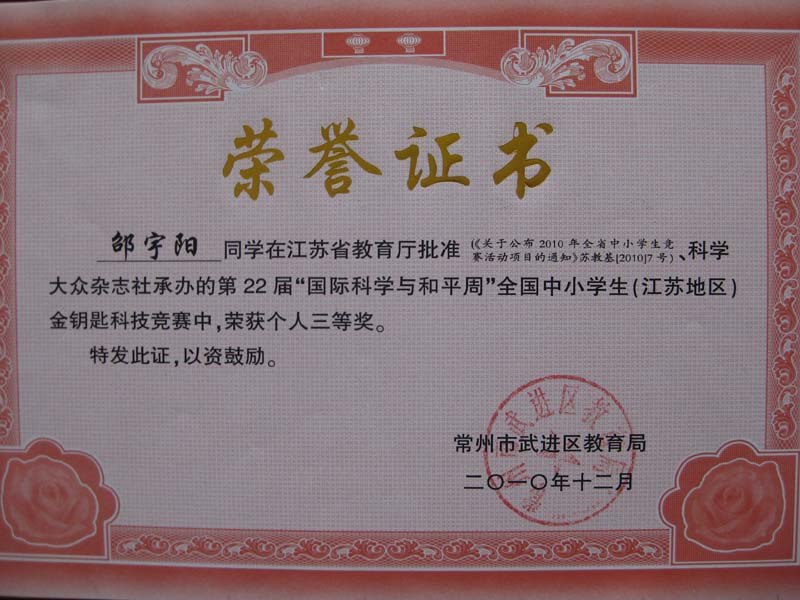 荣誉证书
邵宇阳 同学在江苏省教育厅批准 (《关于公布 2010 年全省中小学生竞赛活动项目的通知》苏教基[2010]7 号)、科学
大众杂志社承办的第 22 届“国际科学与和平周”全国中小学生(江苏地区)
金钥匙科技竞赛中,荣获个人三等奖。
特发此证,以资鼓励。
常州市武进区教育局
二〇一〇年十二月